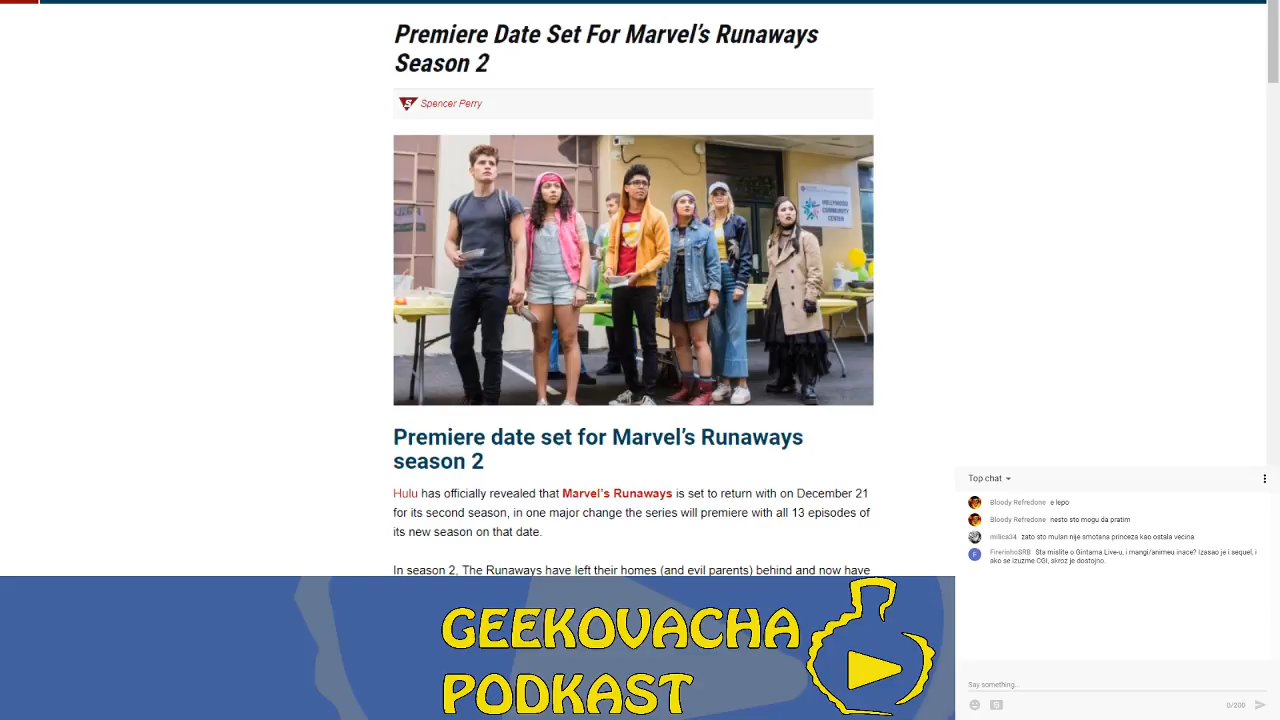 Premiere Date Set For Marvel's Runaways
Season 2
Spencer Perry
HOLLYWOOD
COMMUNITY
CENTER
Premiere date set for Marvel's Runaways
season 2
Hulu has officially revealed that Marvel's Runaways is set to return with on December 21
for its second season, in one major change the series will premiere with all 13 episodes of
its new season on that date.
In season 2, The Runaways have left their homes (and evil parents) behind and now have
GEEKOVACHA
PODKAST
Top chat
Bloody Refredone e lepo
Bloody Refredone nesto sto mogu da pratim
milica34 zato sto mulan nije smotana princeza kao ostala vecina
F FirerinhoSRB Sta mislite o Gintama Live-u, i mangi/animeu inace? Izasao je i sequel, i
ako se izuzme CGI, skroz je dostojno.
Say something...
0/200